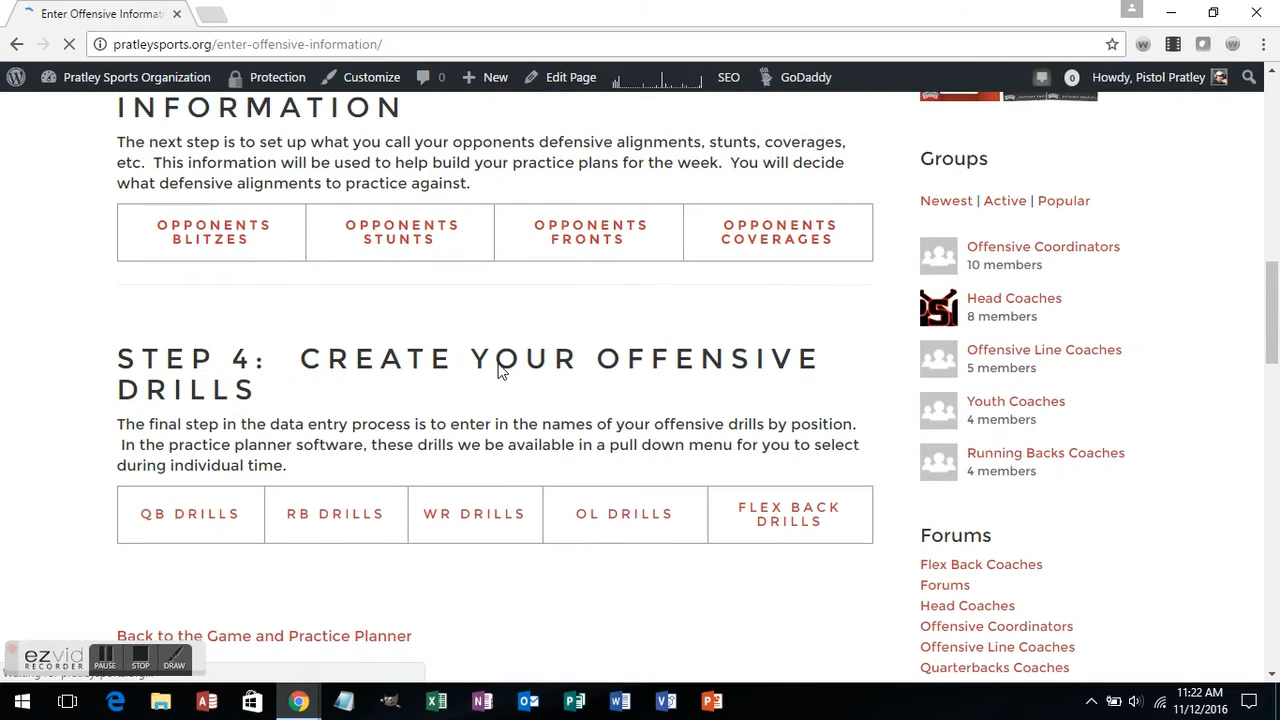 Enter Offensive Informati
pratleysports.org/enter-offensive-information/
Pratley Sports Organization
Protection
Customize
0
New
Edit Page
SEO
GoDaddy
0
Howdy, Pistol Pratley
INFORMATION
The next step is to set up what you call your opponents defensive alignments, stunts, coverages,
etc.  This information will be used to help build your practice plans for the week.  You will decide
what defensive alignments to practice against.
OPPONENTS
BLITZES
OPPONENTS
STUNTS
OPPONENTS
FRONTS
OPPONENTS
COVERAGES
STEP 4:  CREATE YOUR OFFENSIVE
DRILLS
The final step in the data entry process is to enter in the names of your offensive drills by position.
In the practice planner software, these drills we be available in a pull down menu for you to select
during individual time.
QB DRILLS
RB DRILLS
WR DRILLS
OL DRILLS
FLEX BACK
DRILLS
Back to the Game and Practice Planner
Groups
Newest | Active | Popular
Offensive Coordinators
10 members
PSO
Head Coaches
8 members
Offensive Line Coaches
5 members
Youth Coaches
4 members
Running Backs Coaches
4 members
Forums
Flex Back Coaches
Forums
Head Coaches
Offensive Coordinators
Offensive Line Coaches
Quarterbacks Coaches
ezvid
RECORDER
PAUSE
STOP
DRAW
11:22 AM
11/12/2016